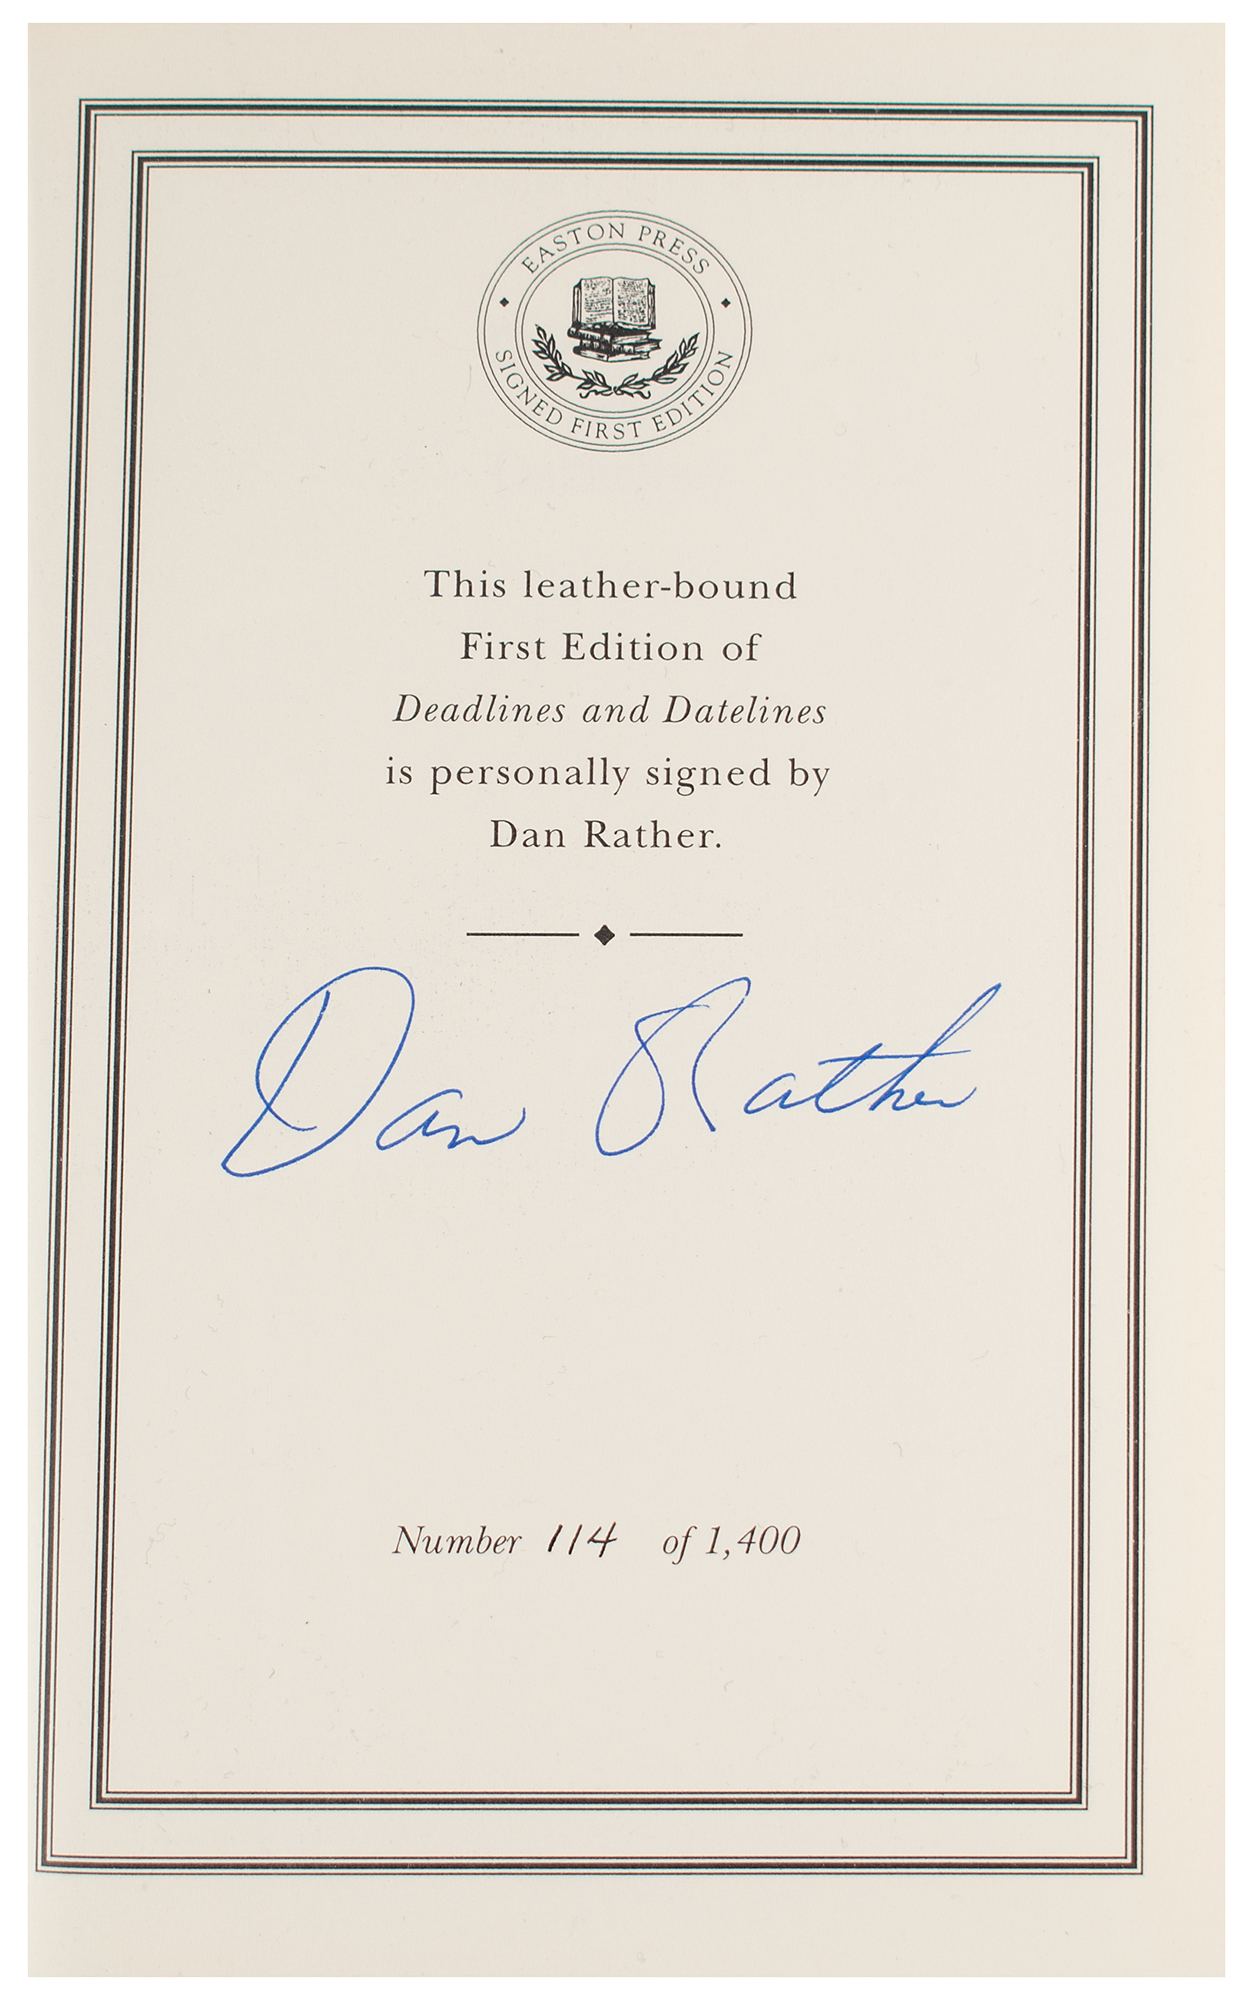 EASTON PRESS
SIGNED FIRST EDITION
This leather-bound
First Edition of
Deadlines and Datelines
is personally signed by
Dan Rather.
Dan Rather
Number 114 of 1,400